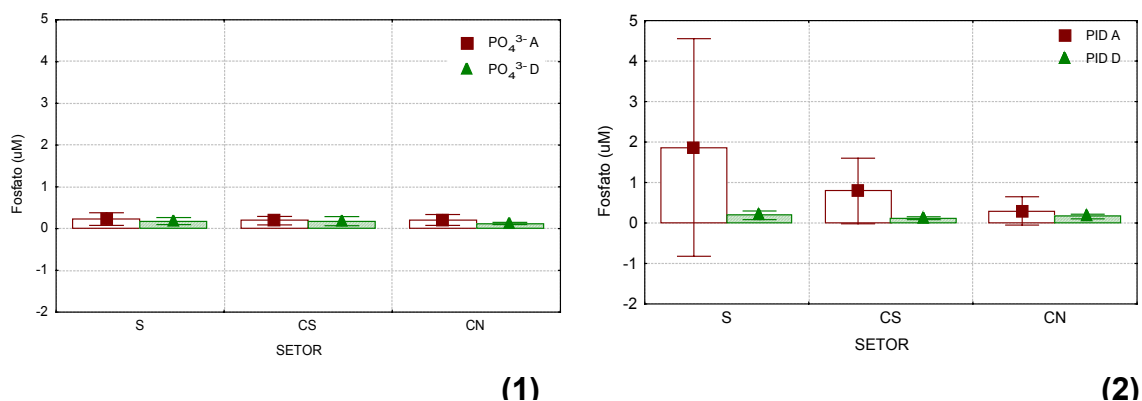 5
4
3
2
1
0
-1
-2
Fosfato (uM)
PO₄³⁻ A
PO₄³⁻ D
S CS CN
SETOR
(1)
5
4
3
2
1
0
-1
-2
Fosfato (uM)
PID A
PID D
S CS CN
SETOR
(2)